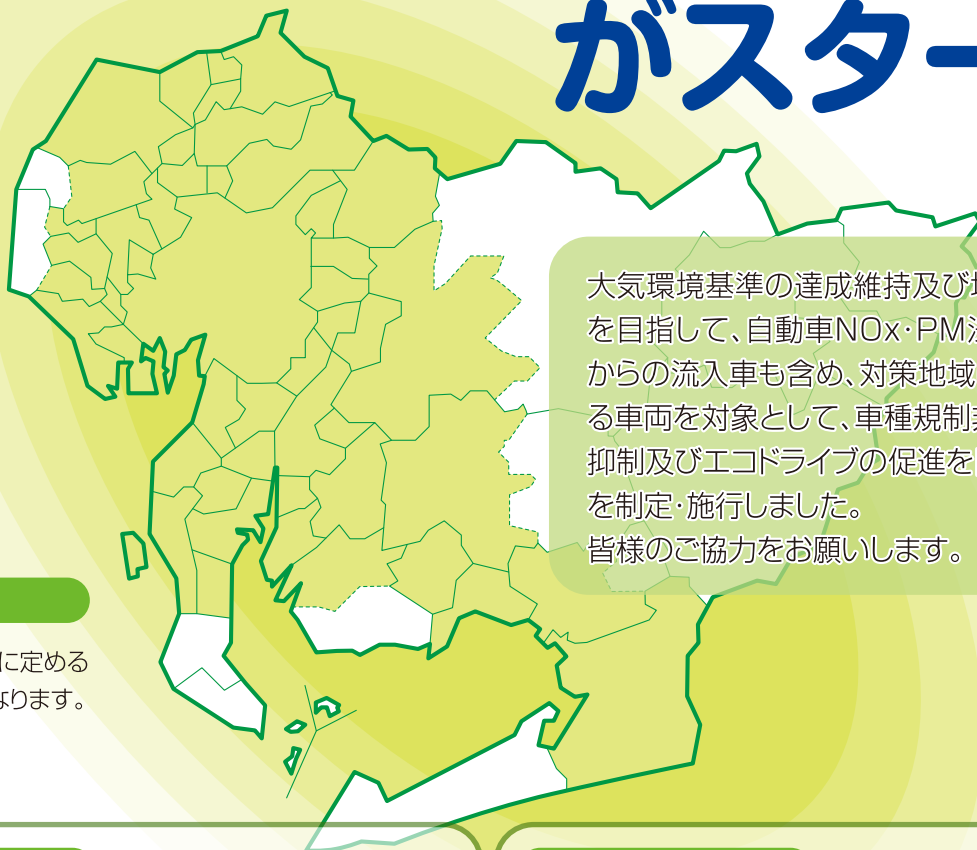 がスター
大気環境基準の達成維持及び
を目指して、自動車NOx・PM
からの流入車も含め、対策地域
る車両を対象として、車種規制
抑制及びエコドライブの促進を
を制定・施行しました。
皆様のご協力をお願いします。
に定める
なります。